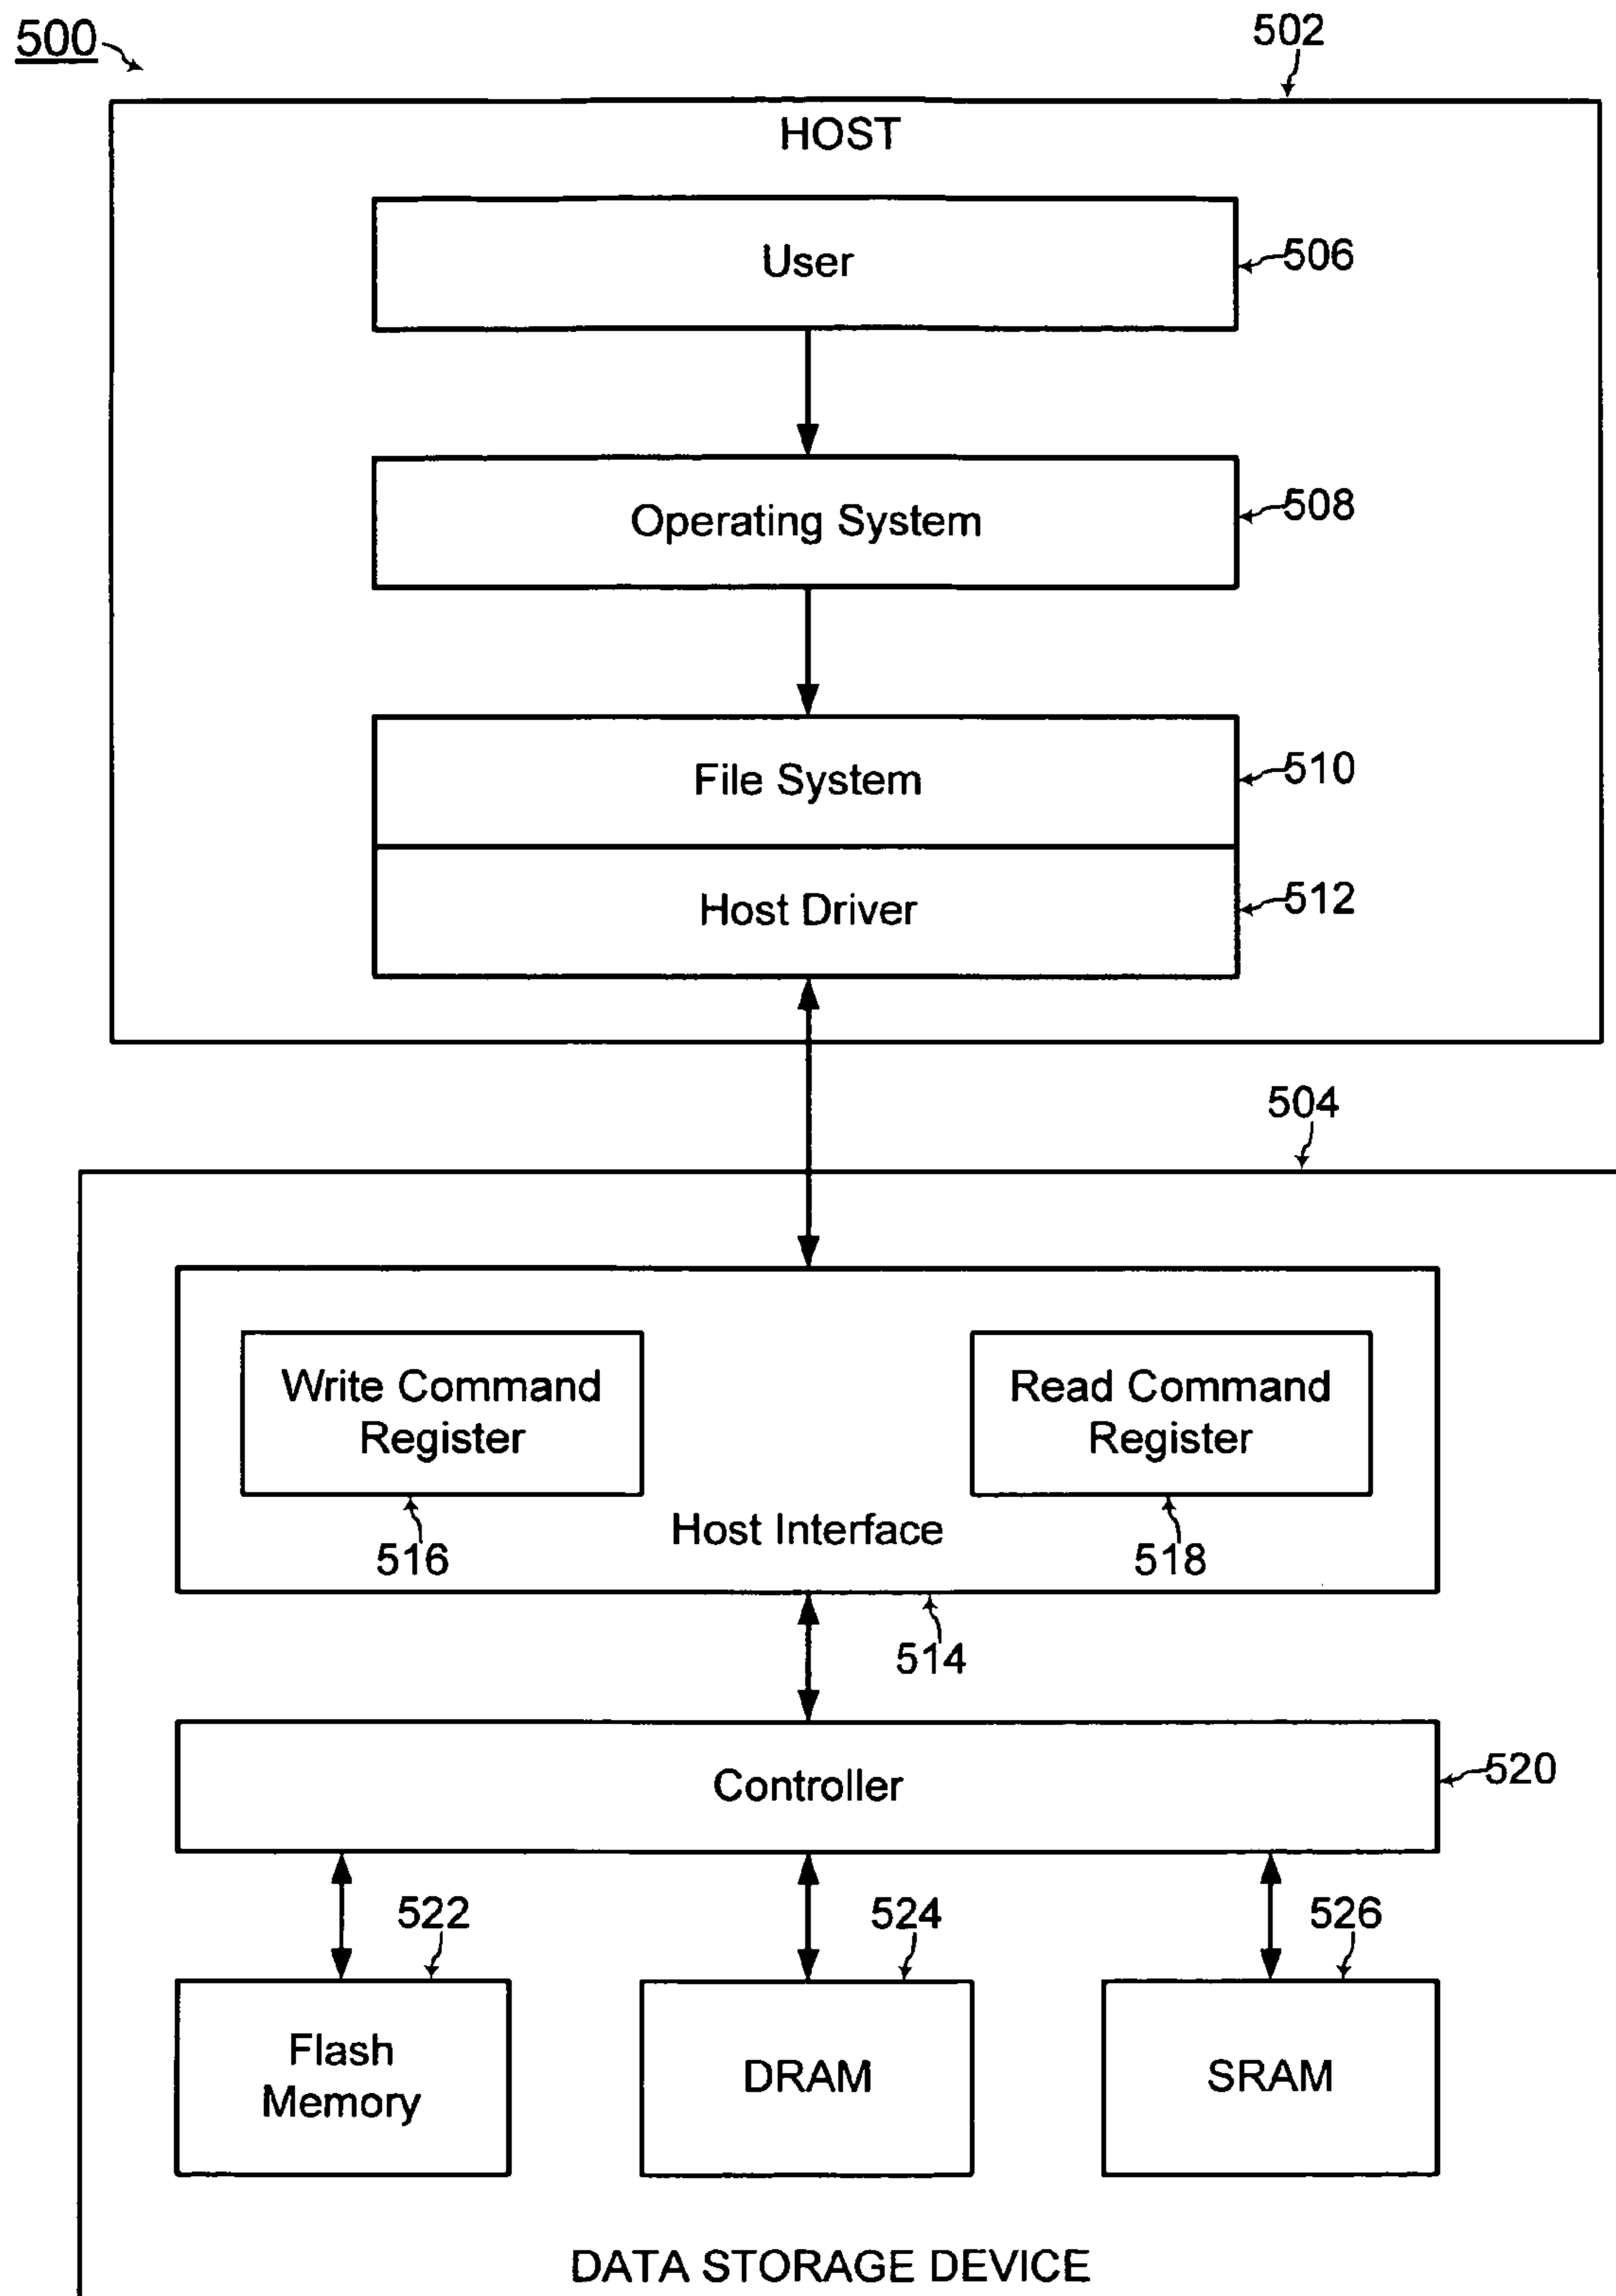 500
502
HOST
User
506
Operating System
508
File System
510
Host Driver
512
504
Write Command
Register
Read Command
Register
516
Host Interface
518
514
Controller
520
522
524
526
Flash
Memory
DRAM
SRAM
DATA STORAGE DEVICE